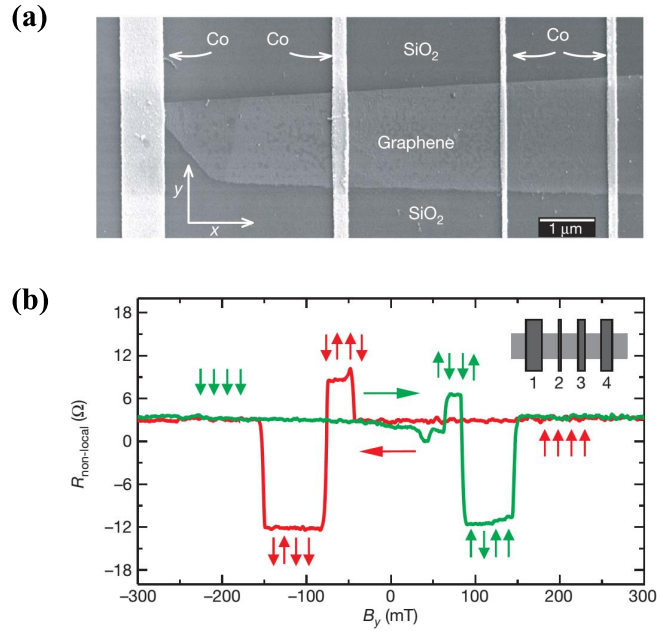 (a)
Co Co SiO2 Co
Graphene
y
x
SiO2
1 μm
(b)
18
12
6
0
−6
−12
−18
Rnon-local (Ω)
1 2 3 4
−300 −200 −100 0 100 200 300
By (mT)